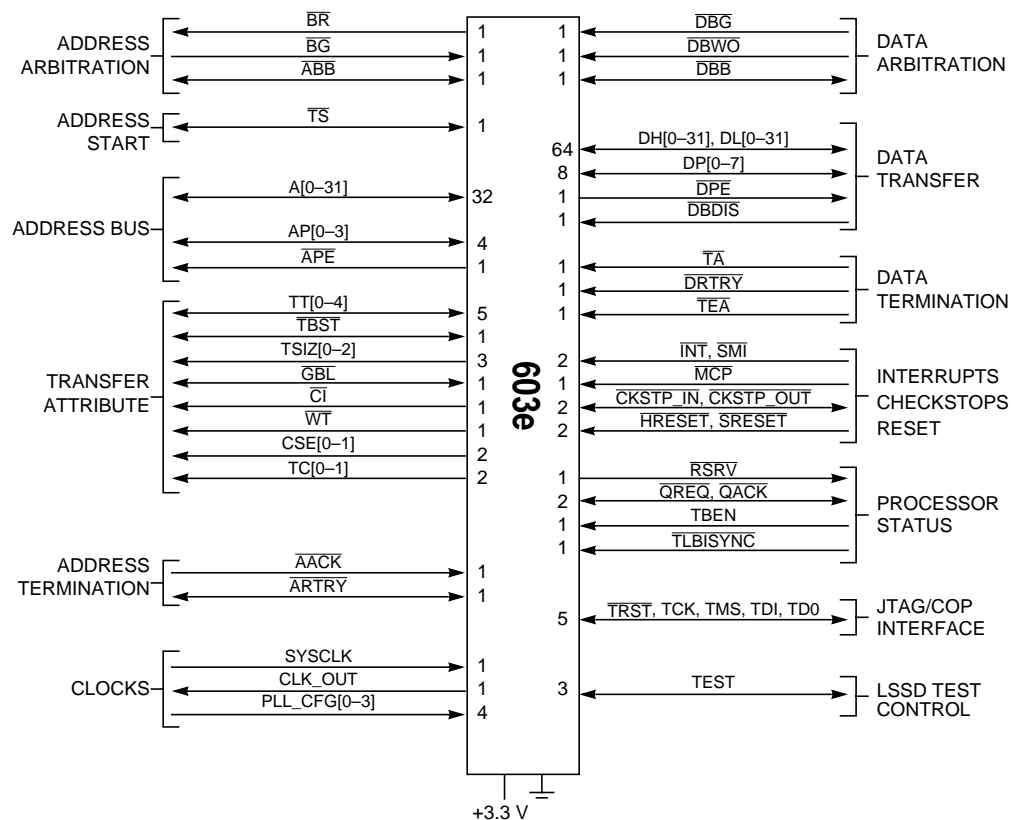 ADDRESS
ARBITRATION
BR 1
BG 1
ABB 1
ADDRESS
START
TS 1
ADDRESS BUS
A[0–31] 32
AP[0–3] 4
APE 1
TRANSFER
ATTRIBUTE
TT[0–4] 5
TBST 1
TSIZ[0–2] 3
GBL 1
CI 1
WT 1
CSE[0–1] 2
TC[0–1] 2
ADDRESS
TERMINATION
AACK 1
ARTRY 1
CLOCKS
SYSCLK 1
CLK_OUT 1
PLL_CFG[0–3] 4
603e
+3.3 V
1 DBG
1 DBWO
1 DBB
DATA
ARBITRATION
64 DH[0–31], DL[0–31]
8 DP[0–7]
1 DPE
1 DBDIS
DATA
TRANSFER
1 TA
1 DRTRY
1 TEA
DATA
TERMINATION
2 INT, SMI
1 MCP
2 CKSTP_IN, CKSTP_OUT
2 HRESET, SRESET
INTERRUPTS
CHECKSTOPS
RESET
1 RSRV
2 QREQ, QACK
1 TBEN
1 TLBISYNC
PROCESSOR
STATUS
5 TRST, TCK, TMS, TDI, TD0
JTAG/COP
INTERFACE
3 TEST
LSSD TEST
CONTROL